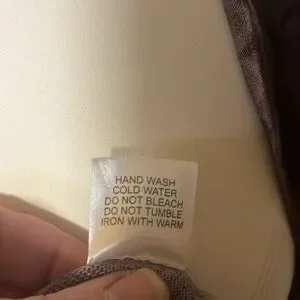 HAND WASH
COLD WATER
DO NOT BLEACH
DO NOT TUMBLE
IRON WITH WARM